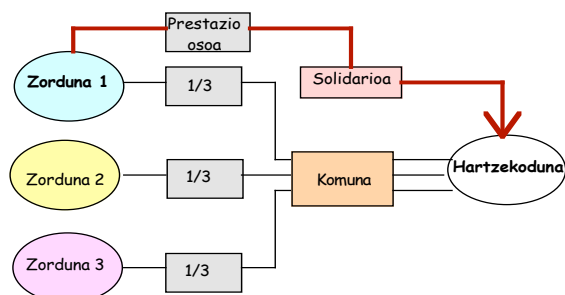 Prestazio
osoa
Zorduna 1
1/3
Solidarioa
Zorduna 2
1/3
Komuna
Hartzekoduna
Zorduna 3
1/3